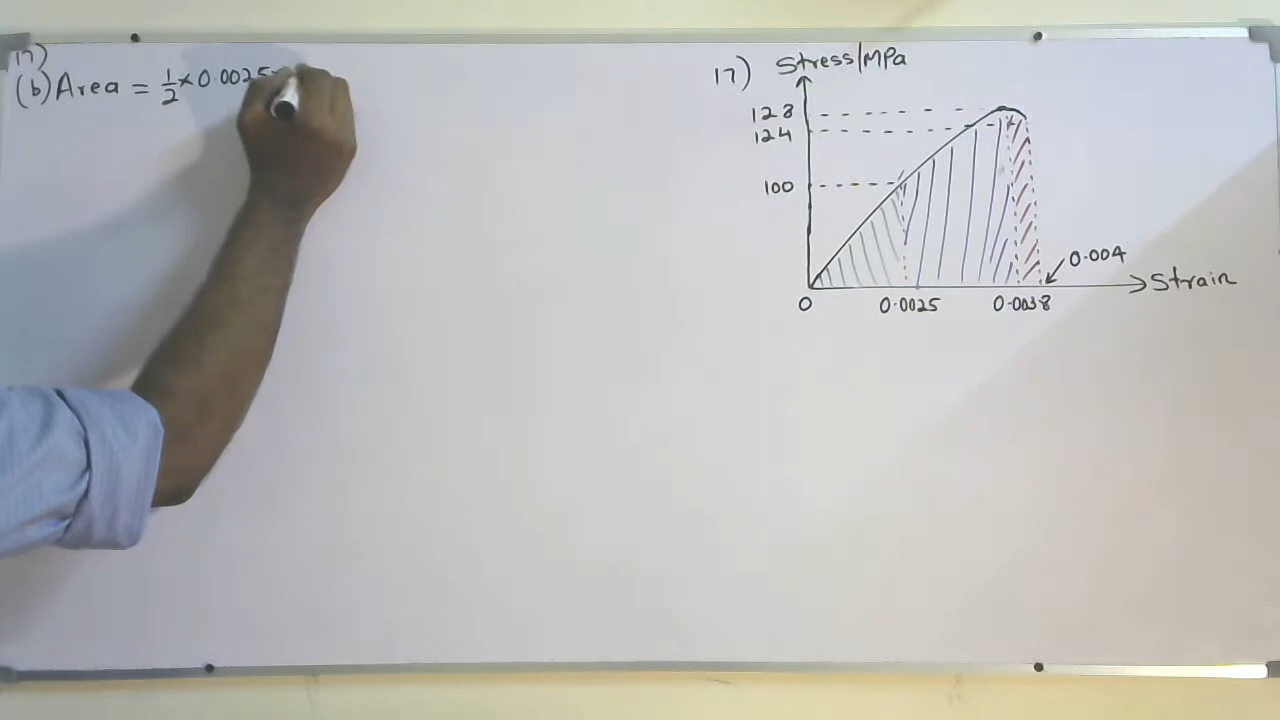 17)
(b) Area = 1/2 × 0.0025
17) Stress/MPa
128
124
100
0.004
Strain
0 0.0025 0.0038